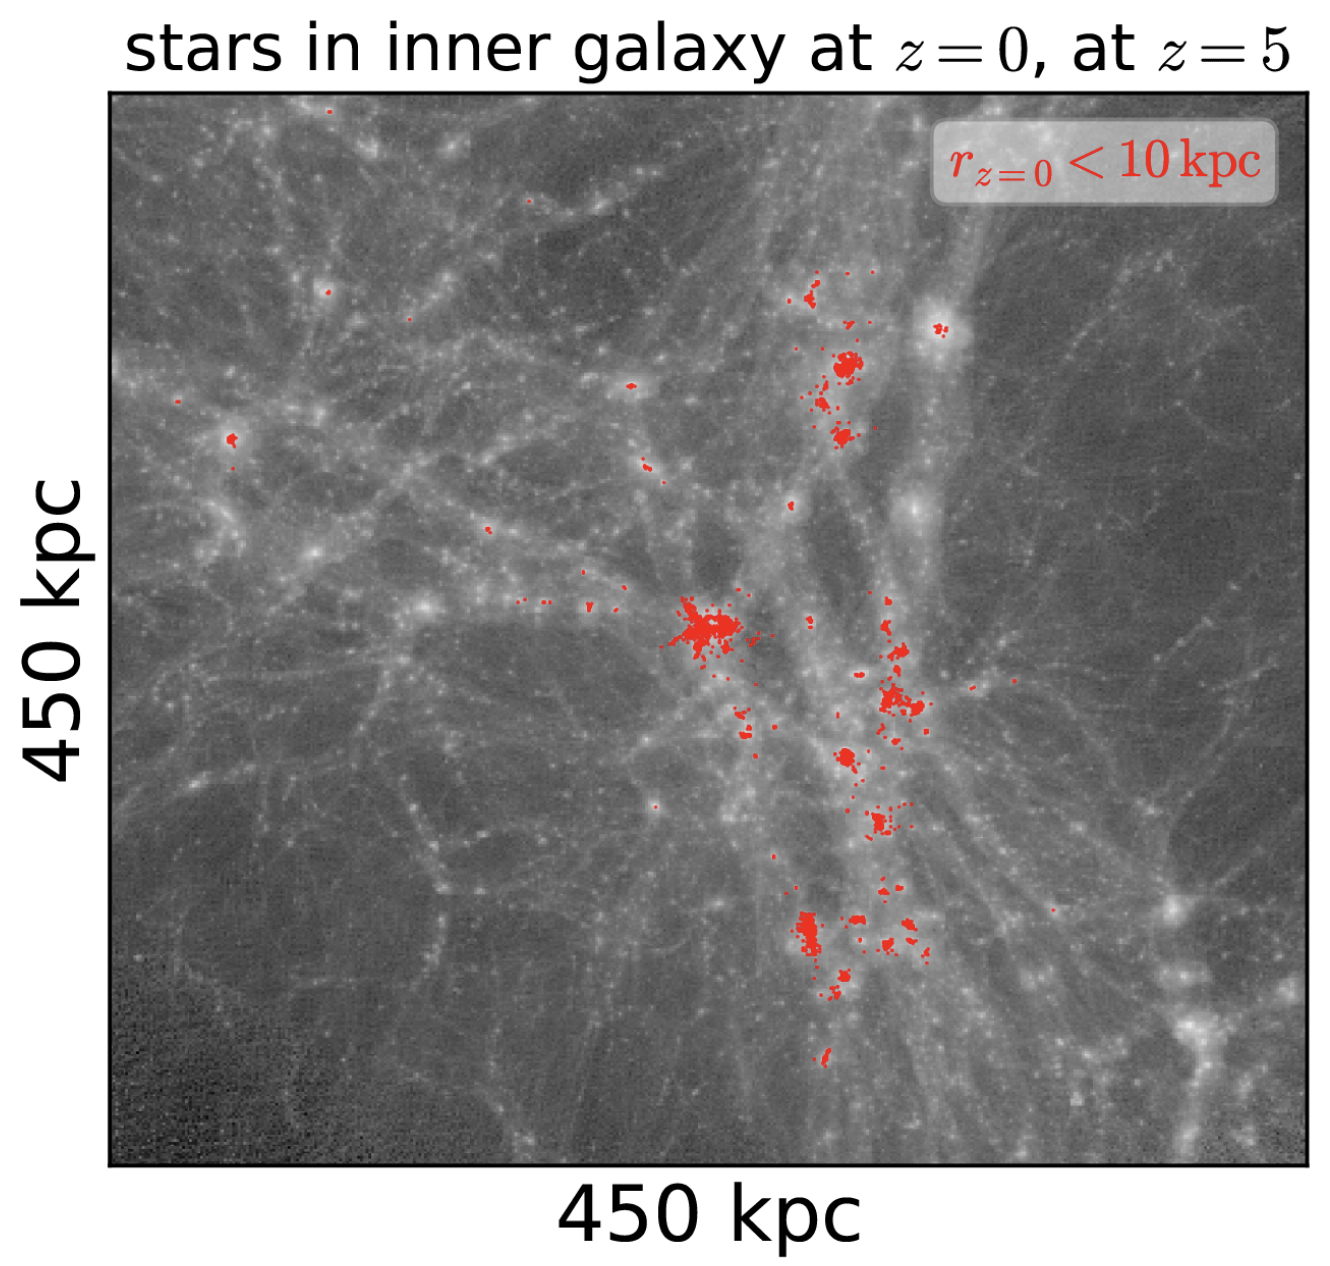 stars in inner galaxy at z = 0, at z = 5
r_{z=0} < 10 kpc
450 kpc
450 kpc